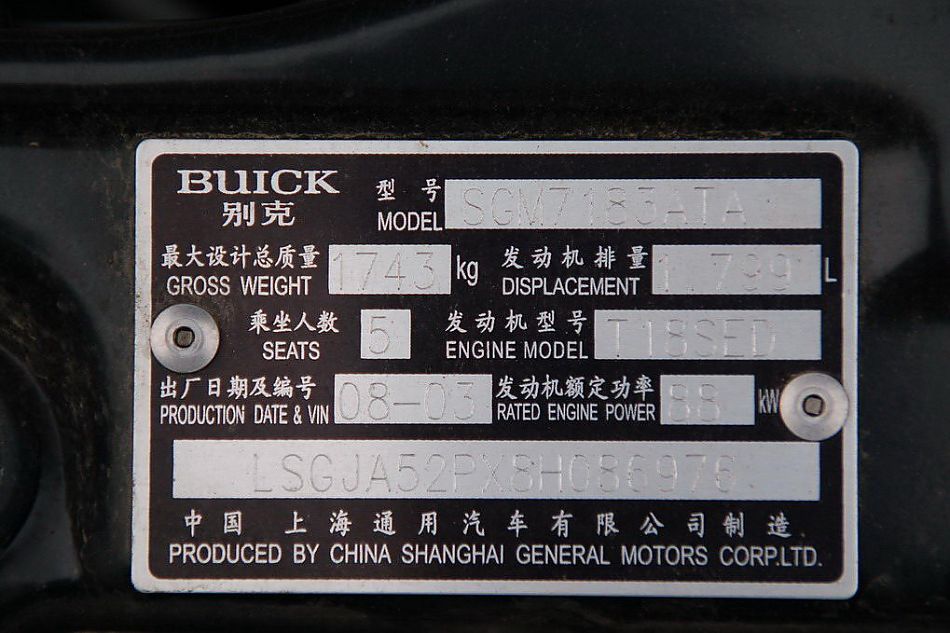 BUICK 型号 SGM7183ATA
别克 MODEL
最大设计总质量 1743 kg 发动机排量 1.799 L
GROSS WEIGHT DISPLACEMENT
乘坐人数 5 发动机型号 T18SED
SEATS ENGINE MODEL
出厂日期及编号 08-03 发动机额定功率 88 kW
PRODUCTION DATE & VIN RATED ENGINE POWER
LSGJA52PX8H086976
中国 上海通用汽车有限公司制造
PRODUCED BY CHINA SHANGHAI GENERAL MOTORS CORP.LTD.